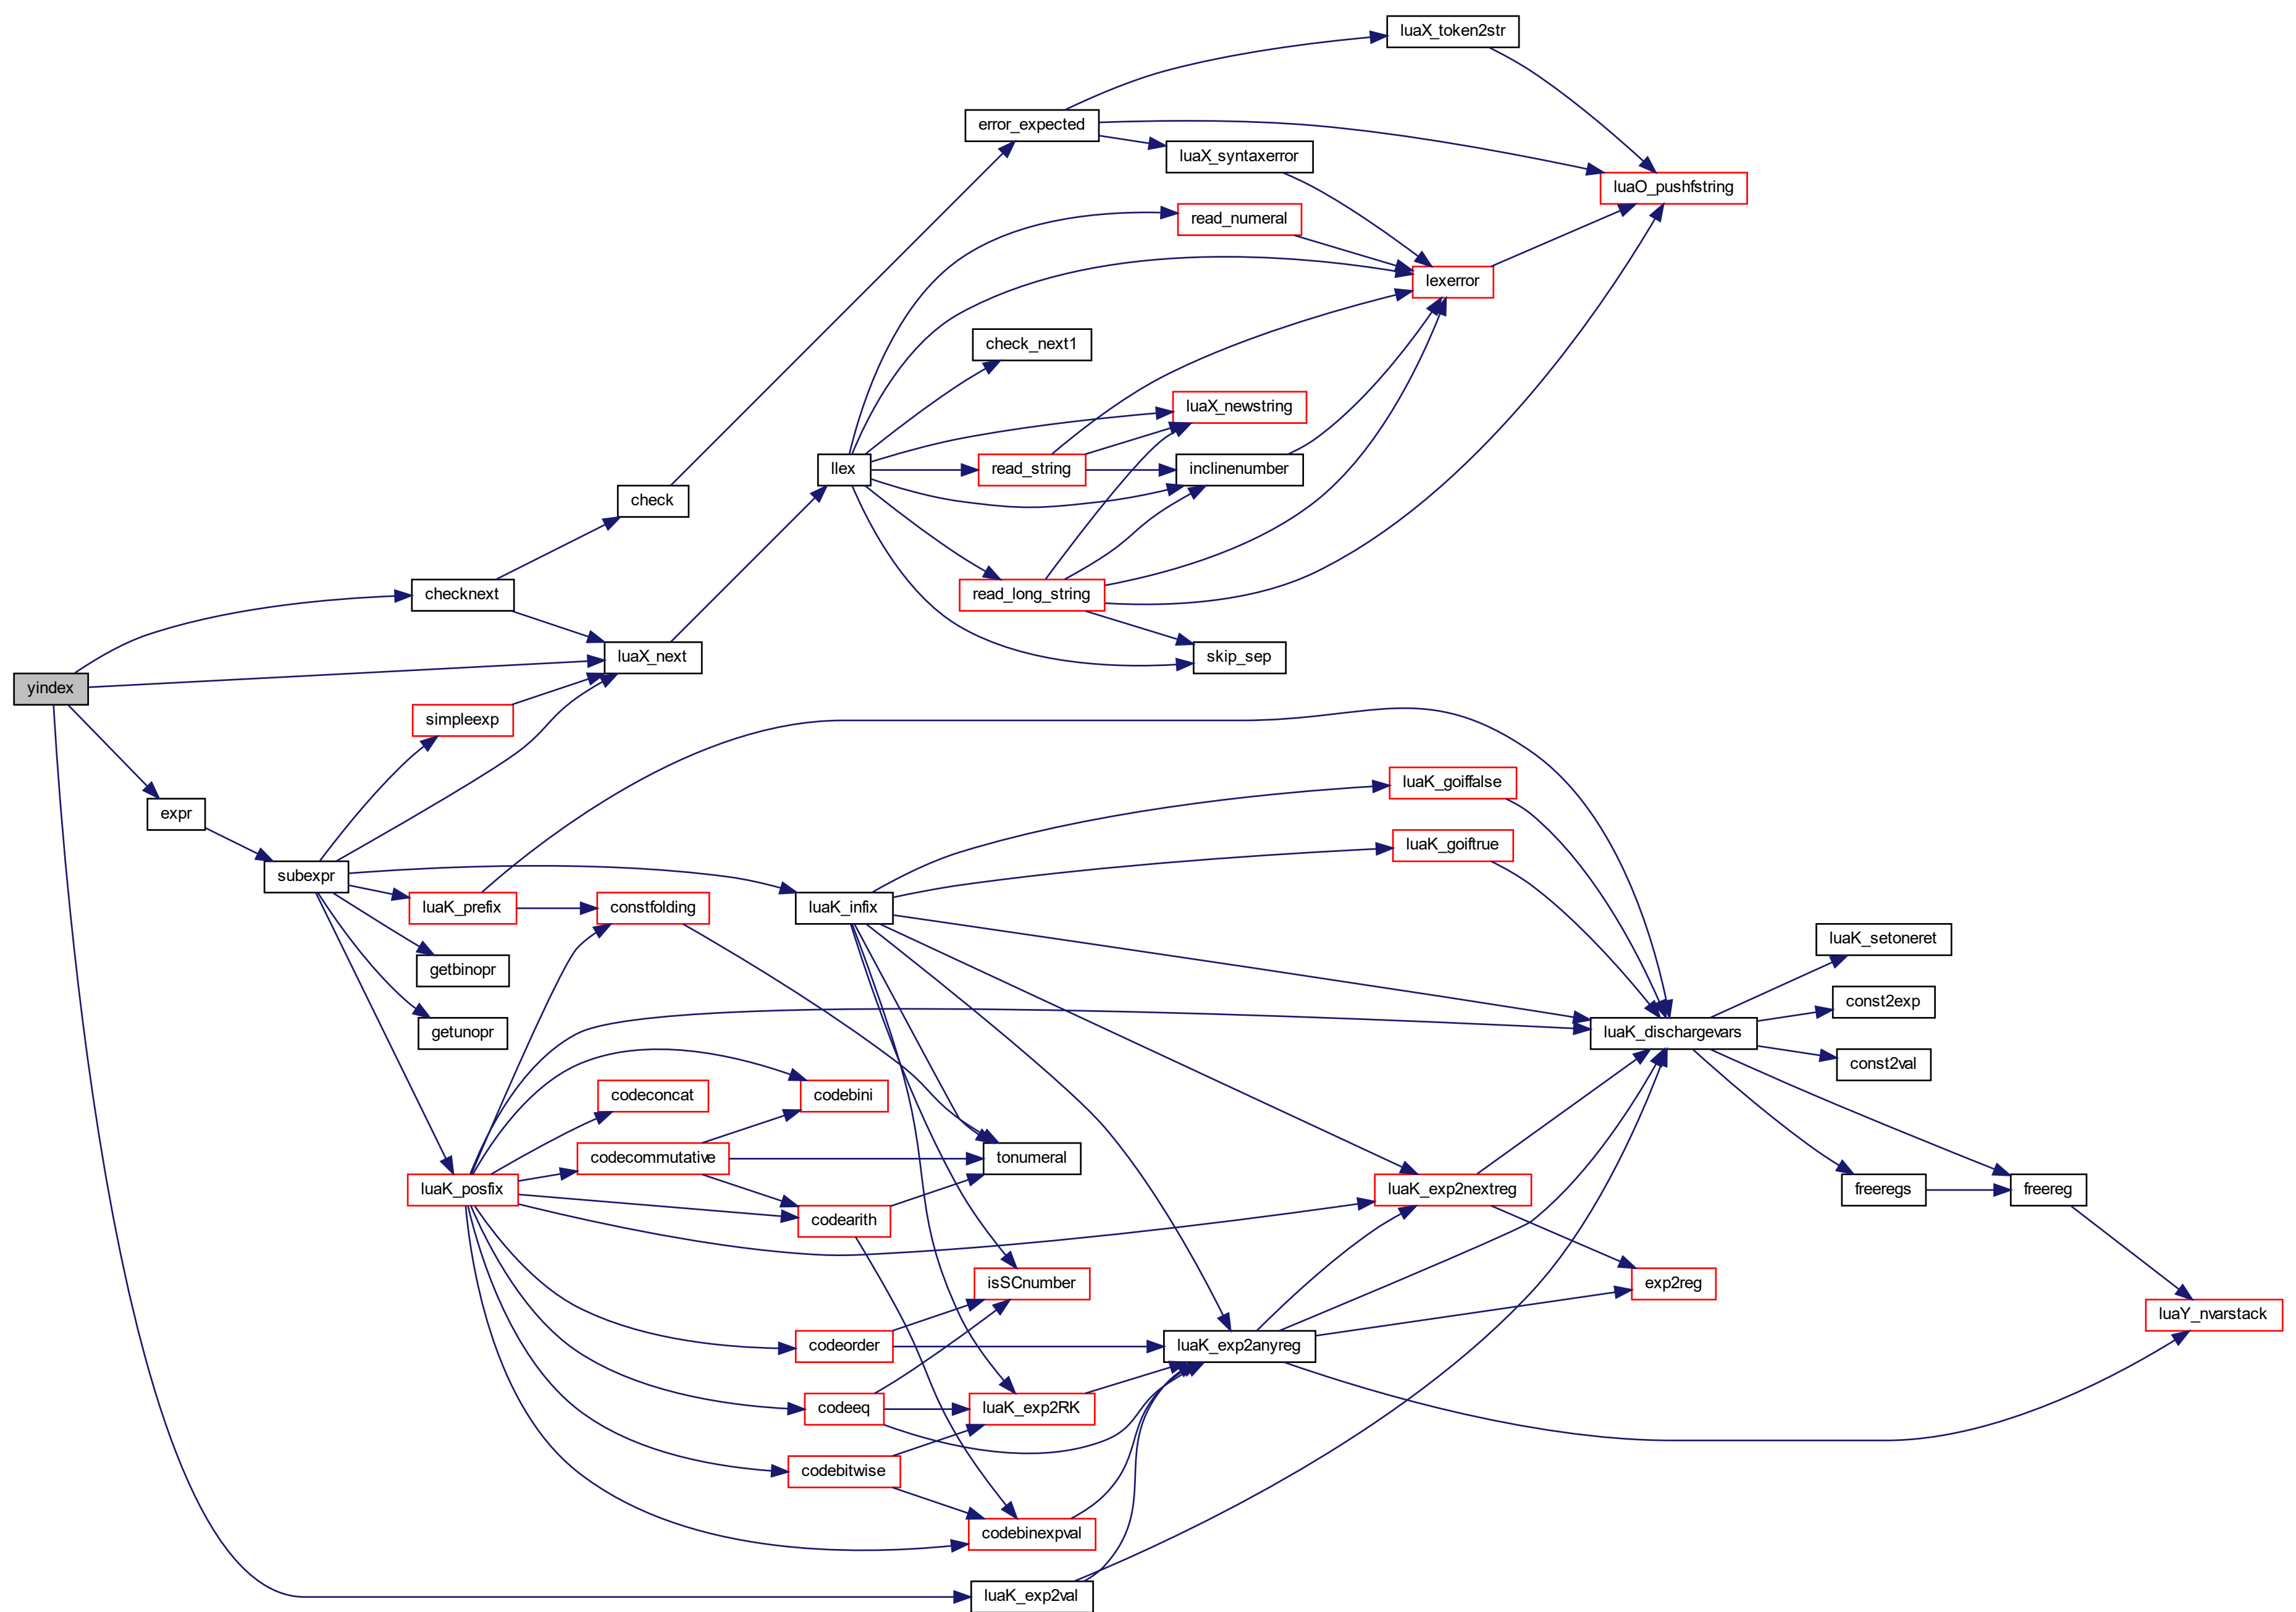 luaX_token2str
error_expected
luaX_syntaxerror
luaO_pushfstring
read_numeral
lexerror
check_next1
luaX_newstring
llex
read_string
inclinenumber
check
checknext
read_long_string
luaX_next
skip_sep
yindex
simpleexp
luaK_goiffalse
expr
luaK_goiftrue
subexpr
luaK_prefix
constfolding
luaK_infix
luaK_setoneret
getbinopr
const2exp
getunopr
luaK_dischargevars
const2val
codeconcat
codebini
codecommutative
tonumeral
luaK_posfix
luaK_exp2nextreg
freeregs
freereg
codearith
isSCnumber
exp2reg
luaY_nvarstack
codeorder
luaK_exp2anyreg
codeeq
luaK_exp2RK
codebitwise
codebinexpval
luaK_exp2val